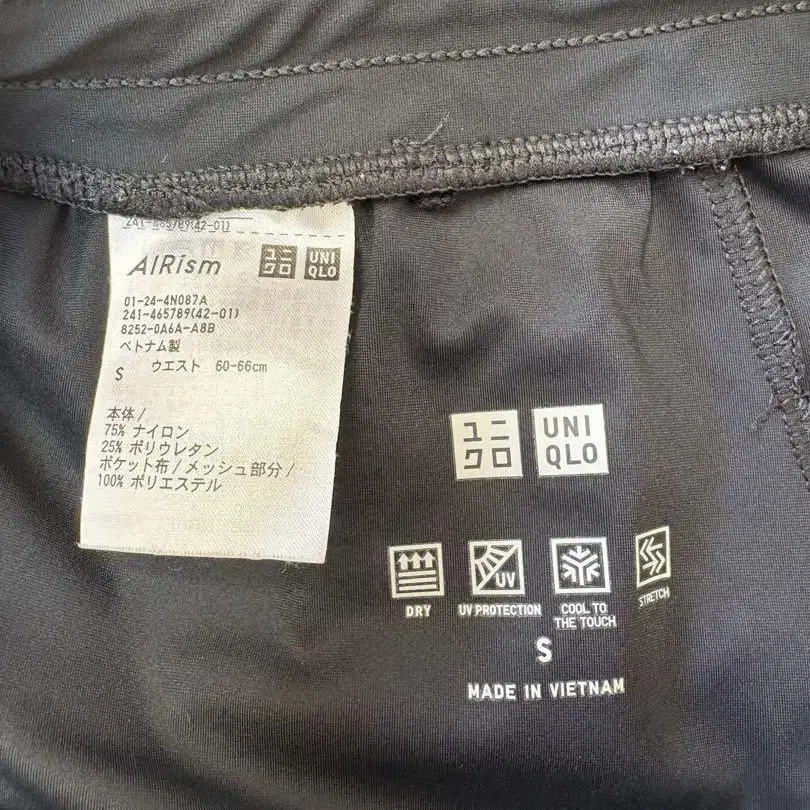 241-465789(42-01)
AIRism
ユニ
クロ
UNI
QLO
01-24-4N087A
241-465789(42-01)
8252-0A6A-A8B
ベトナム製
S ウエスト 60-66cm
本体/
75% ナイロン
25% ポリウレタン
ポケット布/メッシュ部分/
100% ポリエステル
ユニ
クロ
UNI
QLO
UV
DRY
UV PROTECTION
COOL TO
THE TOUCH
STRETCH
S
MADE IN VIETNAM